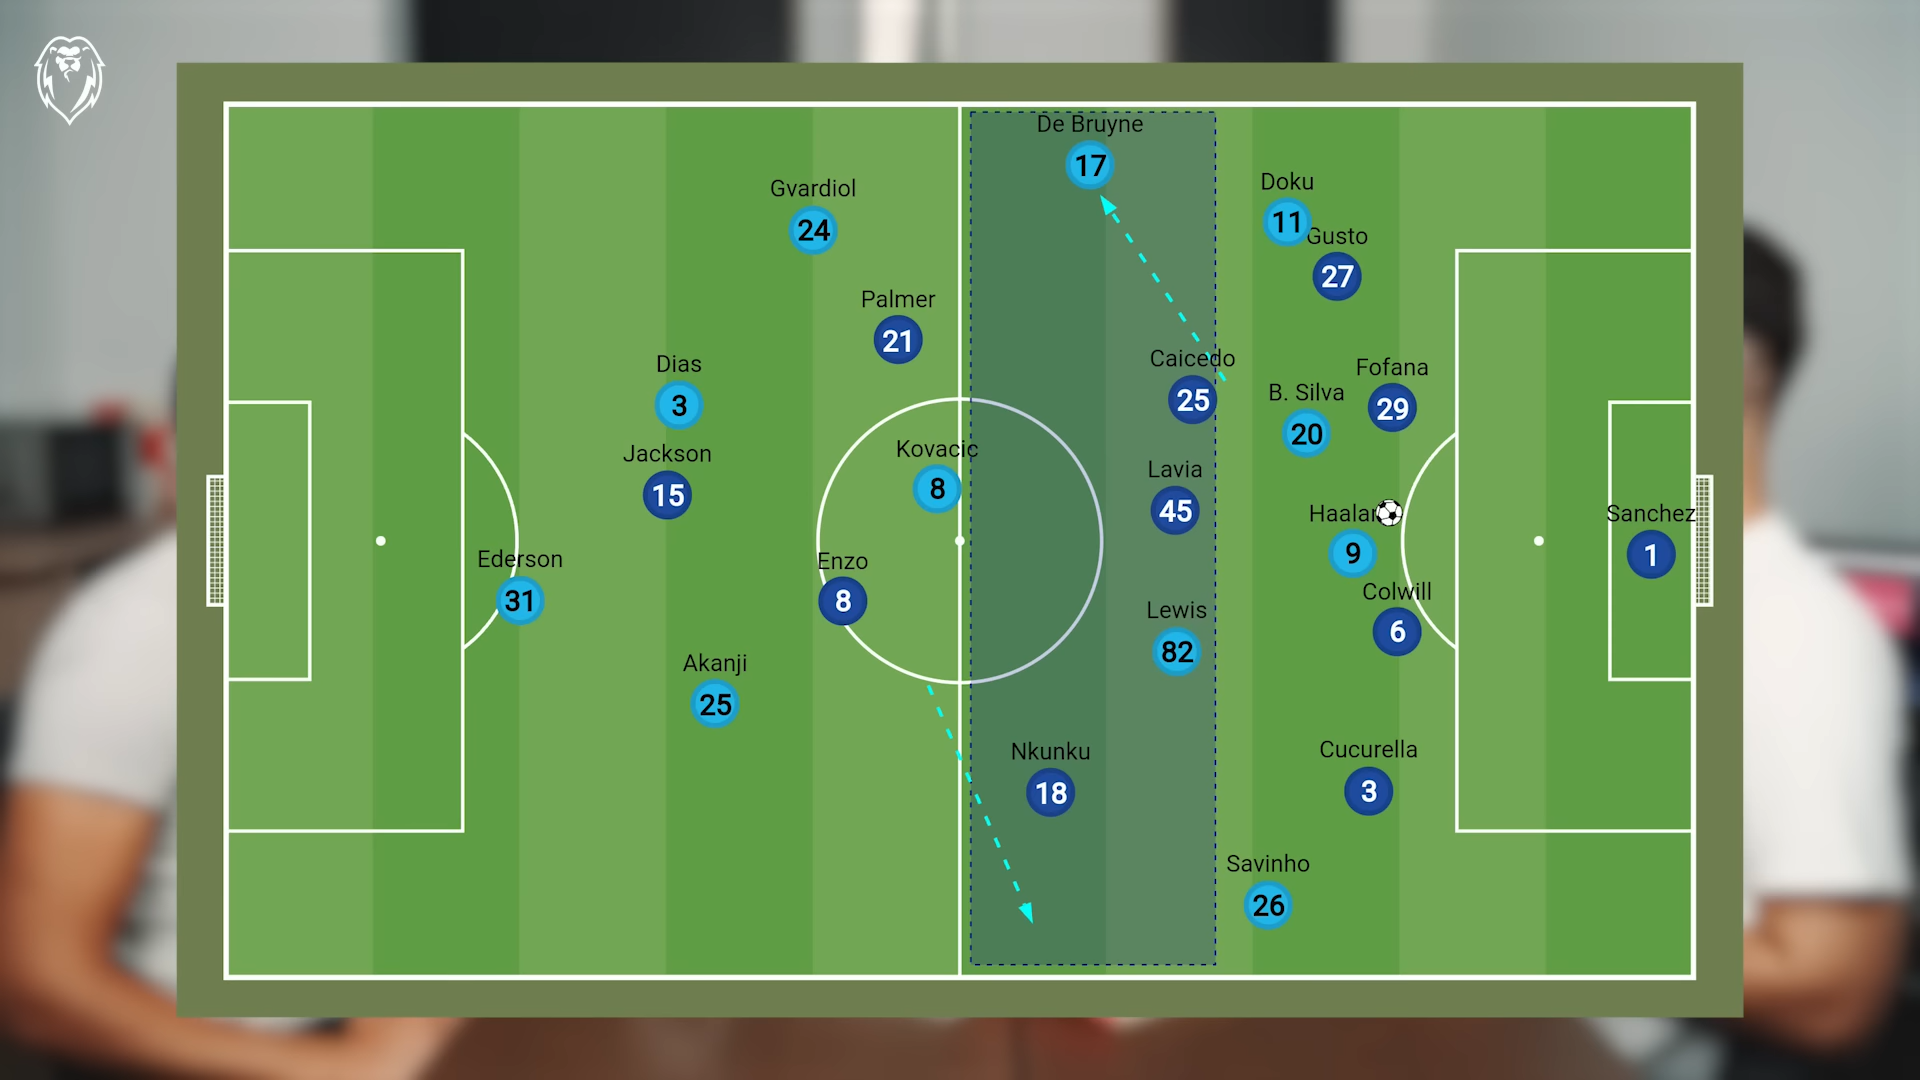 De Bruyne
17
Gvardiol
24
Doku
11
Gusto
27
Palmer
21
Dias
3
Caicedo
25
Fofana
29
B. Silva
20
Jackson
15
Kovacic
8
Lavia
45
Haalan
9
Sanchez
1
Ederson
31
Enzo
8
Colwill
6
Lewis
82
Akanji
25
Nkunku
18
Cucurella
3
Savinho
26